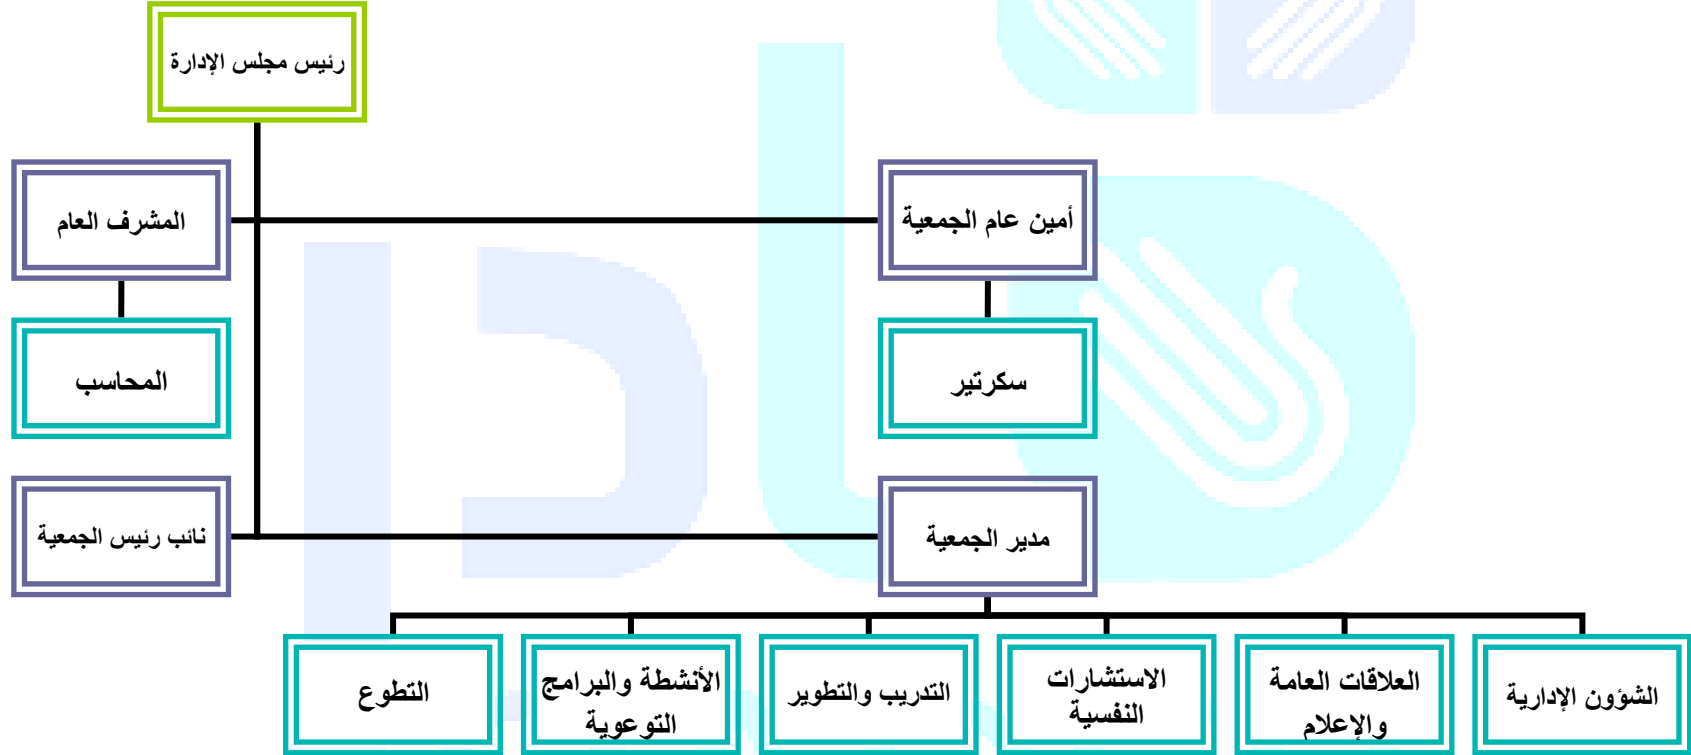 رئيس مجلس الإدارة
أمين عام الجمعية
المشرف العام
سكرتير
المحاسب
مدير الجمعية
نائب رئيس الجمعية
الشؤون الإدارية
العلاقات العامة
والإعلام
الاستشارات
النفسية
التدريب والتطوير
الأنشطة والبرامج
التوعوية
التطوع